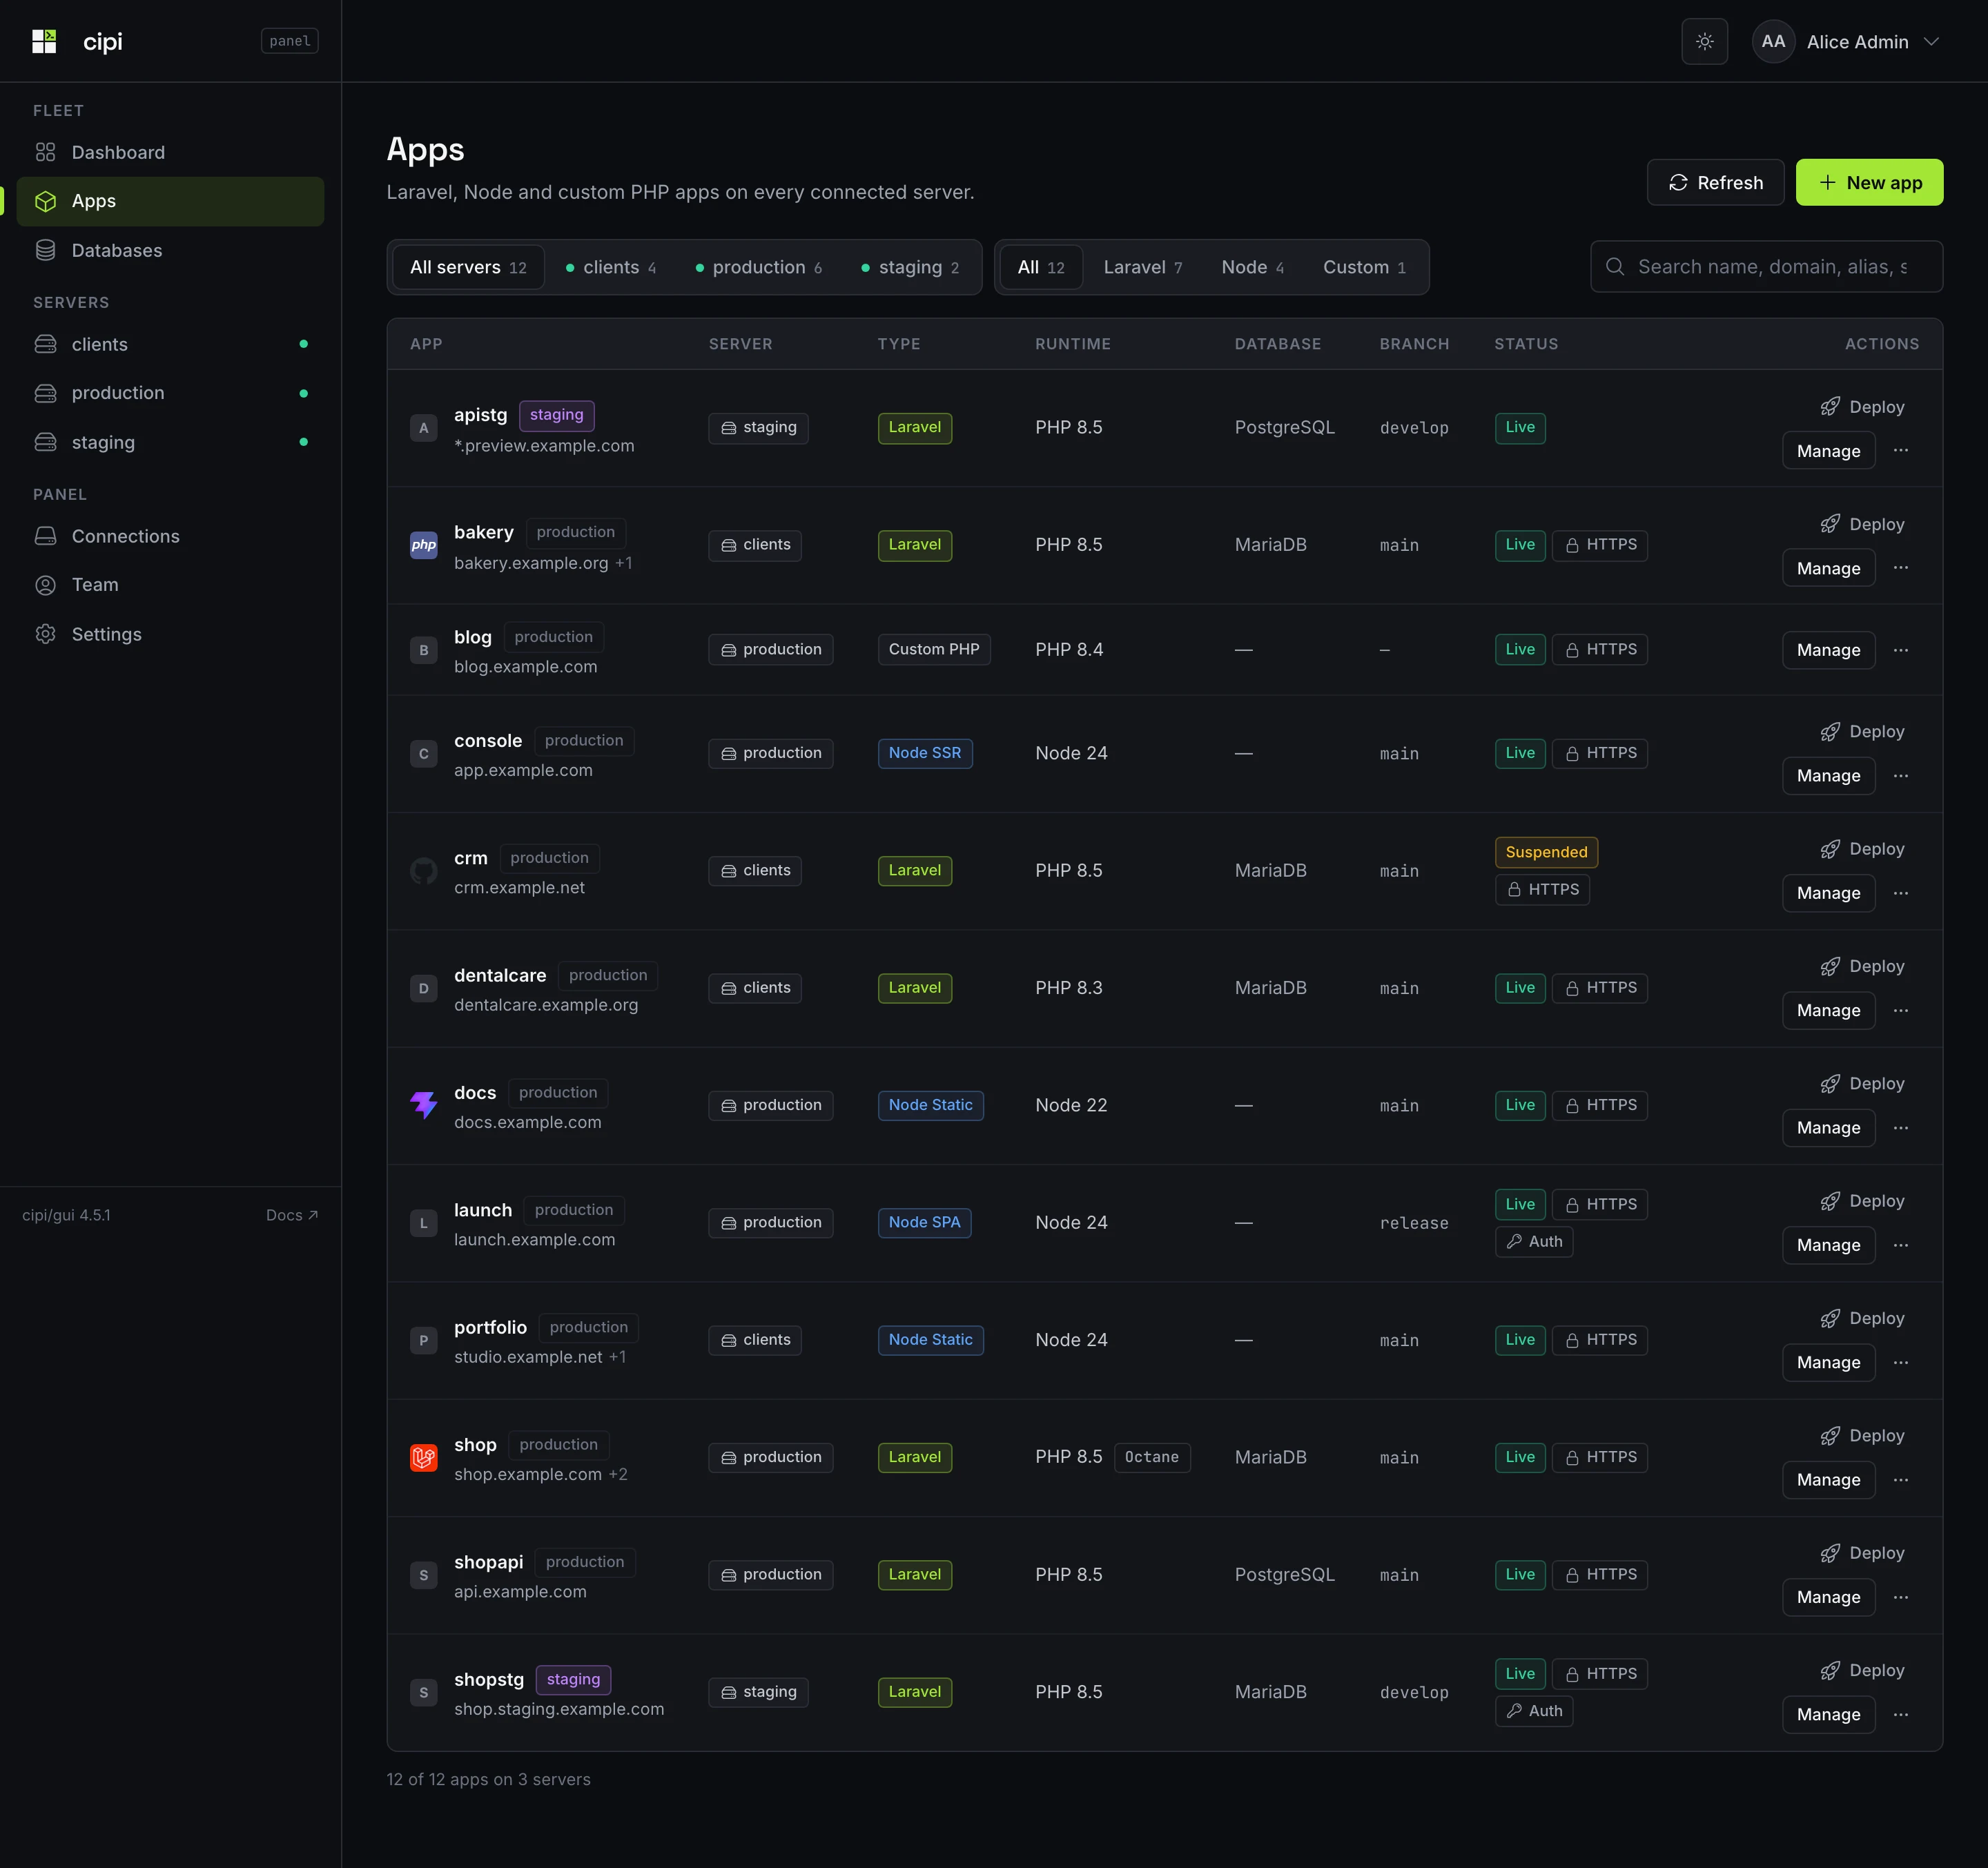 cipi
panel
AA
Alice Admin
FLEET
Dashboard
Apps
Databases
SERVERS
clients
production
staging
PANEL
Connections
Team
Settings
cipi/gui 4.5.1
Docs ↗
Apps
Laravel, Node and custom PHP apps on every connected server.
Refresh
+ New app
All servers 12 clients 4 production 6 staging 2
All 12 Laravel 7 Node 4 Custom 1
Search name, domain, alias, s
APP SERVER TYPE RUNTIME DATABASE BRANCH STATUS ACTIONS
A apistg staging
*.preview.example.com
staging Laravel PHP 8.5 PostgreSQL develop Live
Deploy
Manage ...
php bakery production
bakery.example.org +1
clients Laravel PHP 8.5 MariaDB main Live HTTPS
Deploy
Manage ...
B blog production
blog.example.com
production Custom PHP PHP 8.4 — – Live HTTPS
Manage ...
C console production
app.example.com
production Node SSR Node 24 — main Live HTTPS
Deploy
Manage ...
crm production
crm.example.net
clients Laravel PHP 8.5 MariaDB main Suspended
HTTPS
Deploy
Manage ...
D dentalcare production
dentalcare.example.org
clients Laravel PHP 8.3 MariaDB main Live HTTPS
Deploy
Manage ...
docs production
docs.example.com
production Node Static Node 22 — main Live HTTPS
Deploy
Manage ...
L launch production
launch.example.com
production Node SPA Node 24 — release Live HTTPS
Auth
Deploy
Manage ...
P portfolio production
studio.example.net +1
clients Node Static Node 24 — main Live HTTPS
Deploy
Manage ...
shop production
shop.example.com +2
production Laravel PHP 8.5 Octane MariaDB main Live HTTPS
Deploy
Manage ...
S shopapi production
api.example.com
production Laravel PHP 8.5 PostgreSQL main Live HTTPS
Deploy
Manage ...
S shopstg staging
shop.staging.example.com
staging Laravel PHP 8.5 MariaDB develop Live HTTPS
Auth
Deploy
Manage ...
12 of 12 apps on 3 servers